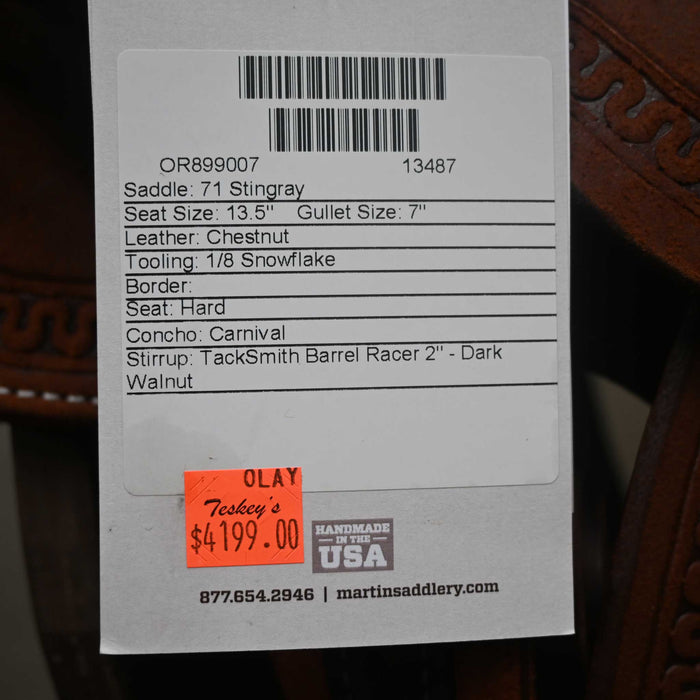 OR899007 13487
Saddle: 71 Stingray
Seat Size: 13.5" Gullet Size: 7"
Leather: Chestnut
Tooling: 1/8 Snowflake
Border:
Seat: Hard
Concho: Carnival
Stirrup: TackSmith Barrel Racer 2" - Dark
Walnut
OLAY
Teskey's
$4199.00
HANDMADE
IN THE
USA
877.654.2946 | martinsaddlery.com